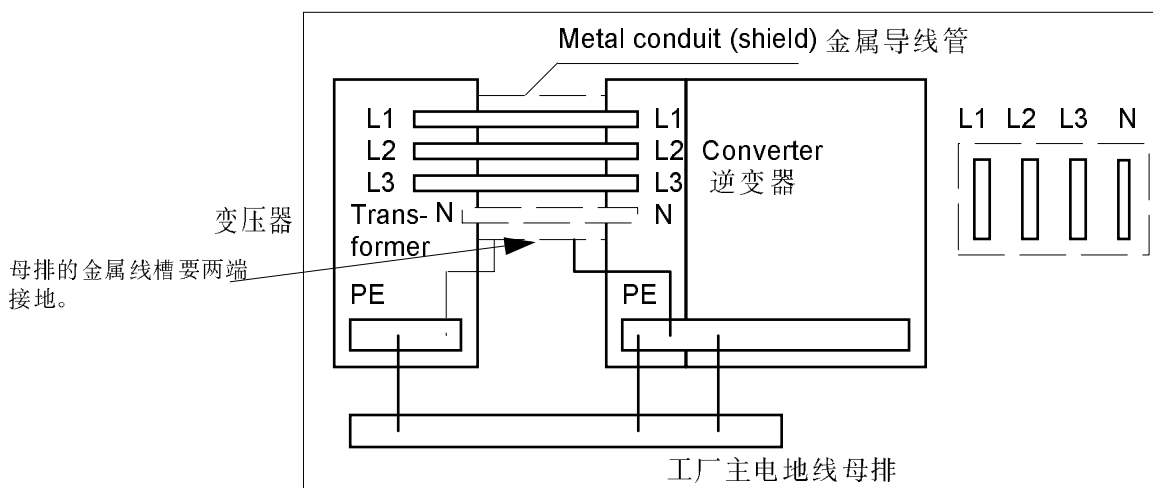 Metal conduit (shield) 金属导线管
L1 L1
L2 L2
L3 L3
N N
Trans-
former
变压器
Converter
逆变器
L1 L2 L3 N
母排的金属线槽要两端
接地。
PE PE
工厂主电地线母排